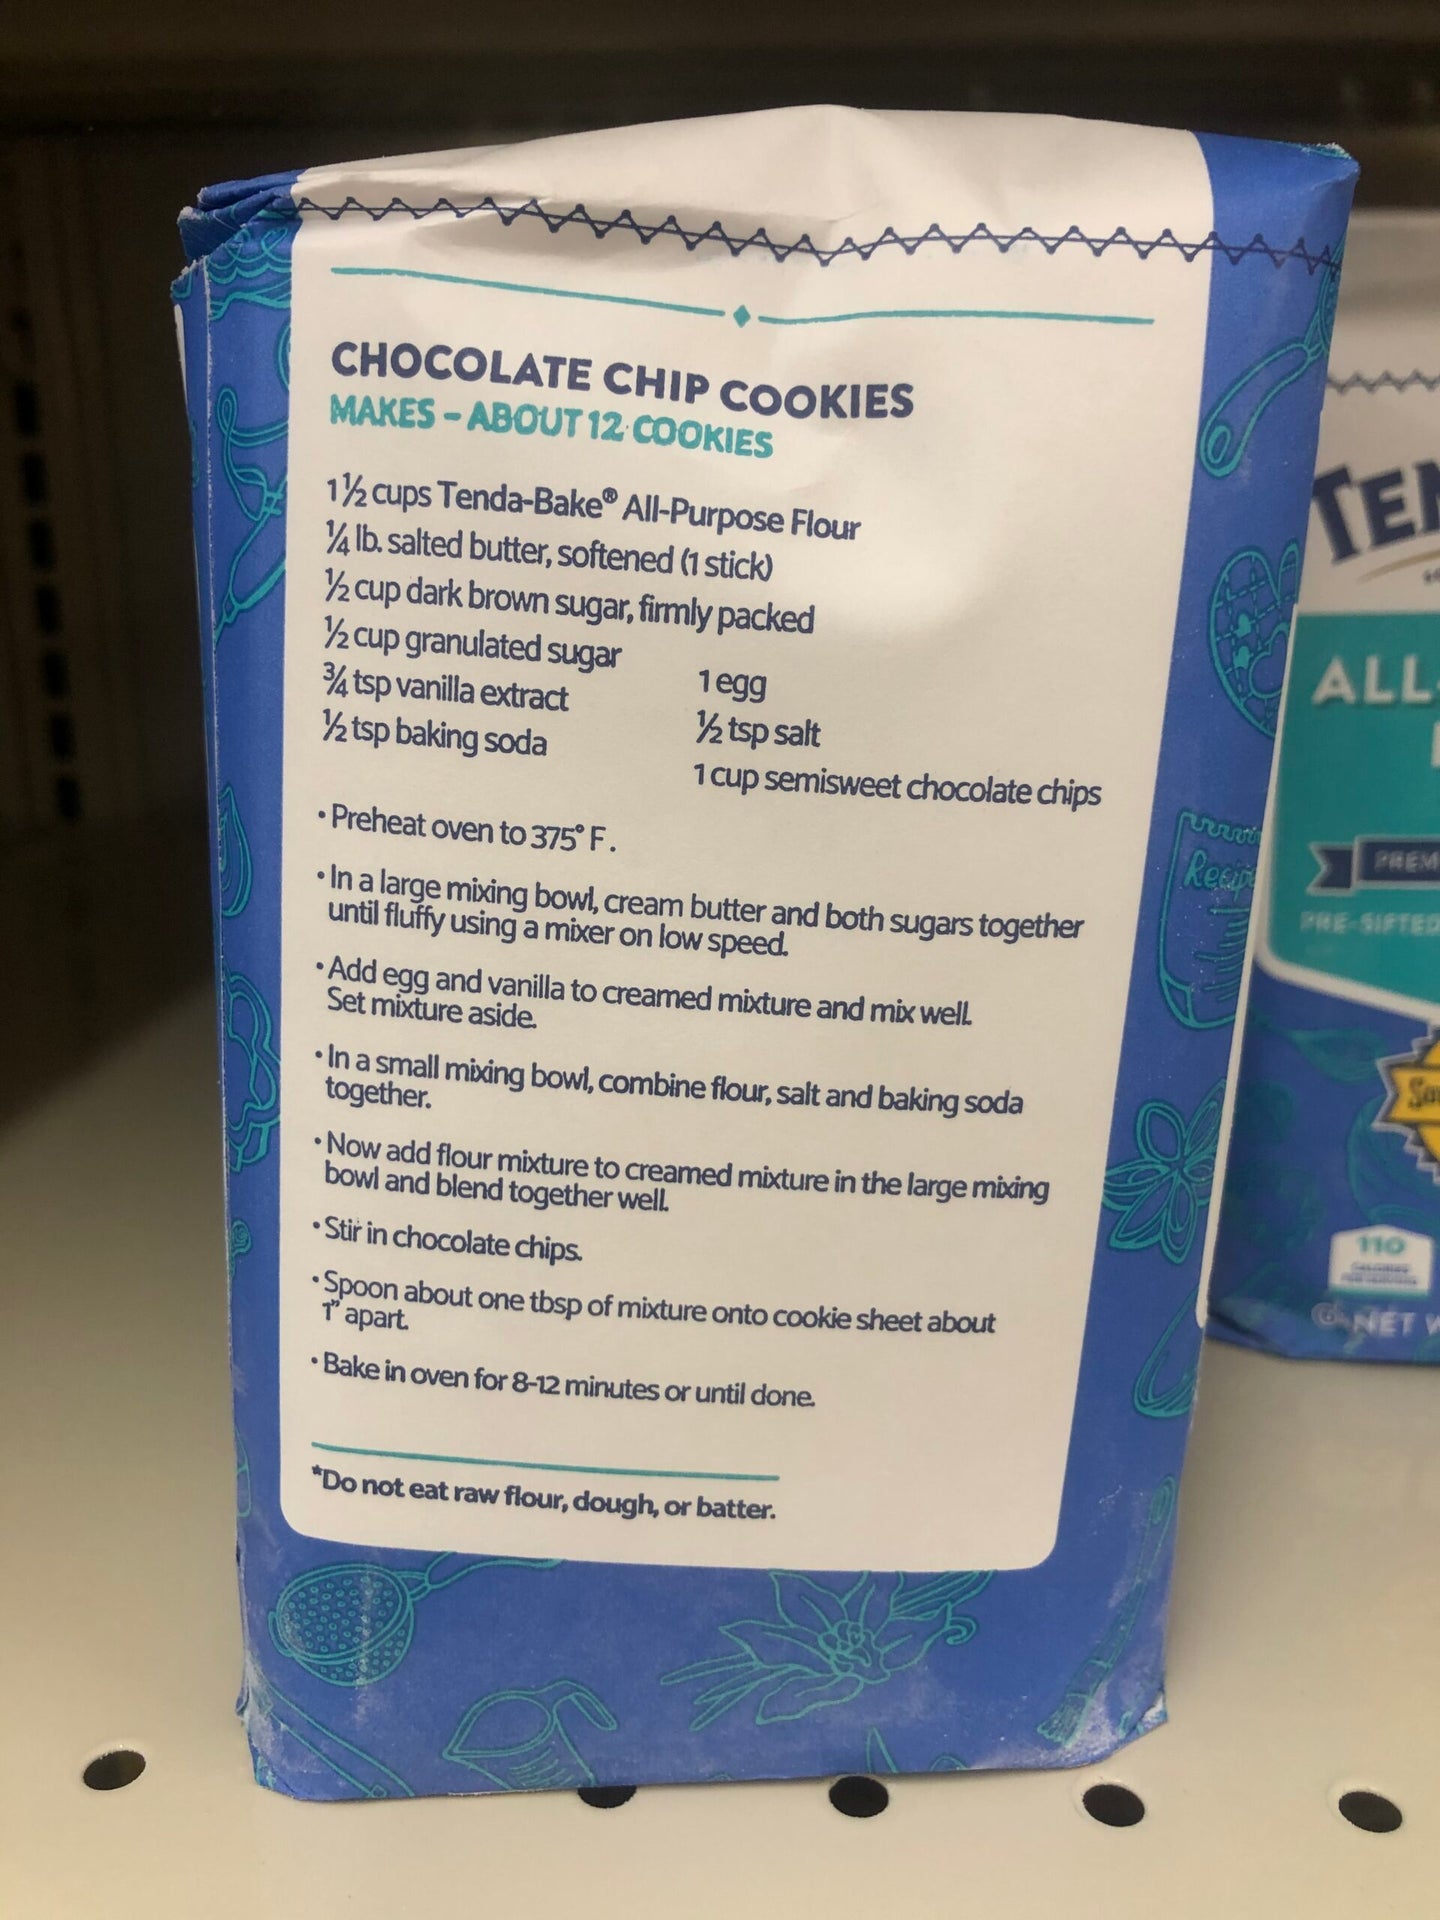 CHOCOLATE CHIP COOKIES
MAKES – ABOUT 12 COOKIES
1 ½ cups Tenda-Bake® All-Purpose Flour
¼ lb. salted butter, softened (1 stick)
½ cup dark brown sugar, firmly packed
½ cup granulated sugar
¾ tsp vanilla extract
½ tsp baking soda
1 egg
½ tsp salt
1 cup semisweet chocolate chips
• Preheat oven to 375° F.
• In a large mixing bowl, cream butter and both sugars together
until fluffy using a mixer on low speed.
• Add egg and vanilla to creamed mixture and mix well.
Set mixture aside.
• In a small mixing bowl, combine flour, salt and baking soda
together.
• Now add flour mixture to creamed mixture in the large mixing
bowl and blend together well.
• Stir in chocolate chips.
• Spoon about one tbsp of mixture onto cookie sheet about
1” apart.
• Bake in oven for 8-12 minutes or until done.
*Do not eat raw flour, dough, or batter.
Recipe
TEN
ALL-
PREM
PRE-SIFTED
110
CALORIES
PER SERVING
NET W